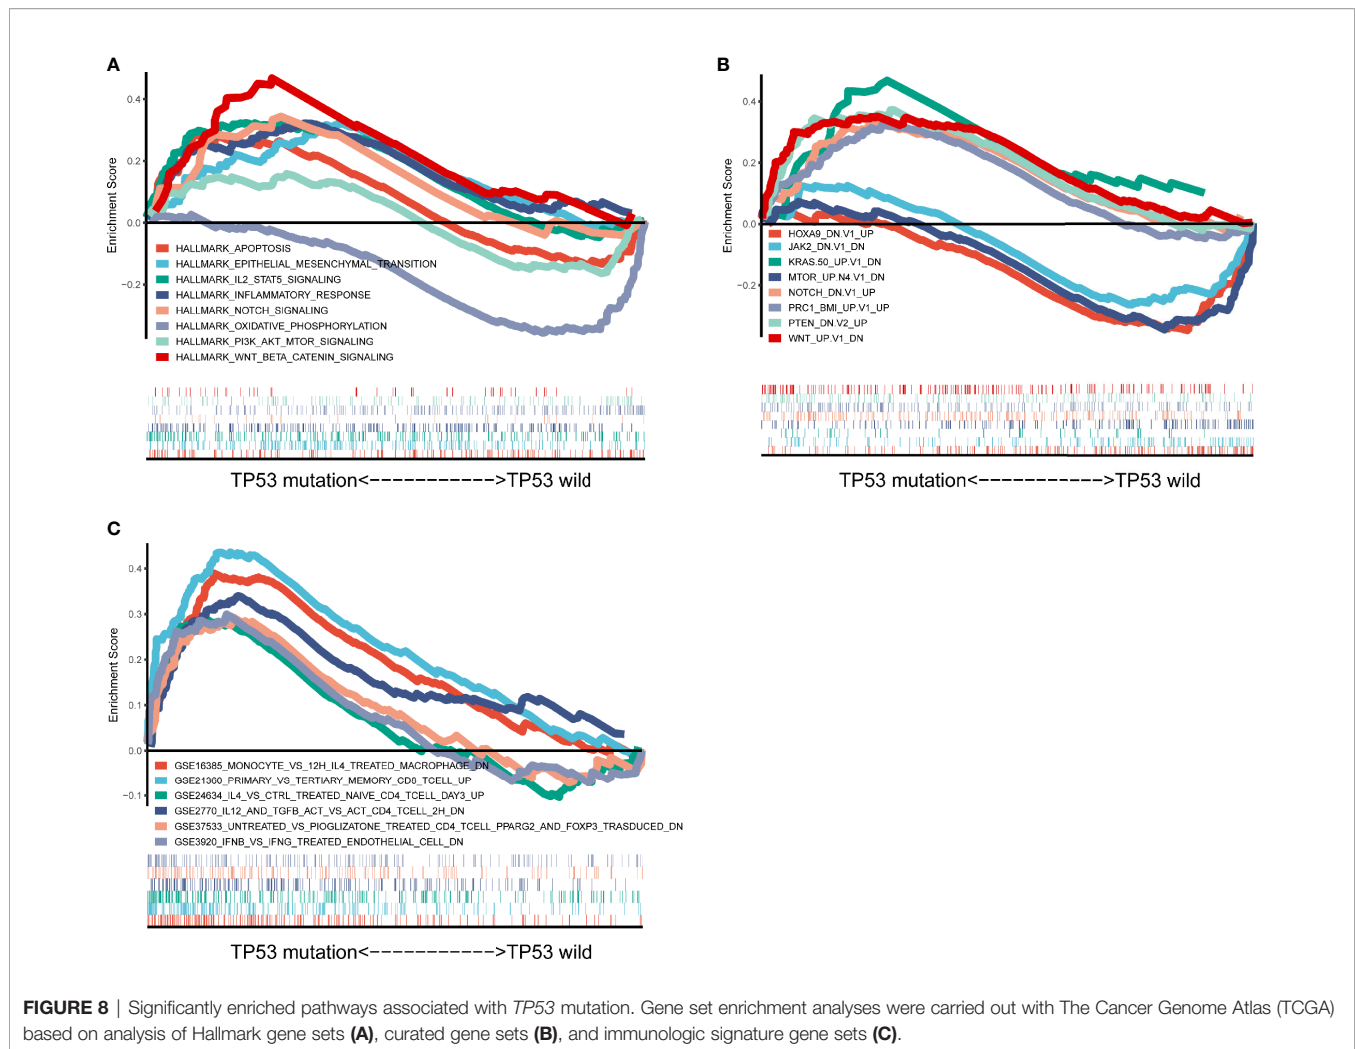 A
Enrichment Score
0.4
0.2
0.0
−0.2
HALLMARK_APOPTOSIS
HALLMARK_EPITHELIAL_MESENCHYMAL_TRANSITION
HALLMARK_IL2_STAT5_SIGNALING
HALLMARK_INFLAMMATORY_RESPONSE
HALLMARK_NOTCH_SIGNALING
HALLMARK_OXIDATIVE_PHOSPHORYLATION
HALLMARK_PI3K_AKT_MTOR_SIGNALING
HALLMARK_WNT_BETA_CATENIN_SIGNALING
TP53 mutation<----------->TP53 wild
B
Enrichment Score
0.4
0.2
0.0
−0.2
HOXA9_DN.V1_UP
JAK2_DN.V1_DN
KRAS.50_UP.V1_DN
MTOR_UP.N4.V1_DN
NOTCH_DN.V1_UP
PRC1_BMI_UP.V1_UP
PTEN_DN.V2_UP
WNT_UP.V1_DN
TP53 mutation<----------->TP53 wild
C
Enrichment Score
0.4
0.3
0.2
0.1
0.0
−0.1
GSE16385_MONOCYTE_VS_12H_IL4_TREATED_MACROPHAGE_DN
PRIMARY_VS_TERTIARY_MEMORY_CD8_TCELL_UP
GSE24634_IL4_VS_CTRL_TREATED_NAIVE_CD4_TCELL_DAY3_UP
GSE2770_IL12_AND_TGFB_ACT_VS_ACT_CD4_TCELL_2H_DN
GSE37533_UNTREATED_VS_PIOGLIZATONE_TREATED_CD4_TCELL_PPARG2_AND_FOXP3_TRASDUCED_DN
GSE3920_IFNB_VS_IFNG_TREATED_ENDOTHELIAL_CELL_DN
TP53 mutation<----------->TP53 wild
FIGURE 8 | Significantly enriched pathways associated with TP53 mutation. Gene set enrichment analyses were carried out with The Cancer Genome Atlas (TCGA)
based on analysis of Hallmark gene sets (A), curated gene sets (B), and immunologic signature gene sets (C).